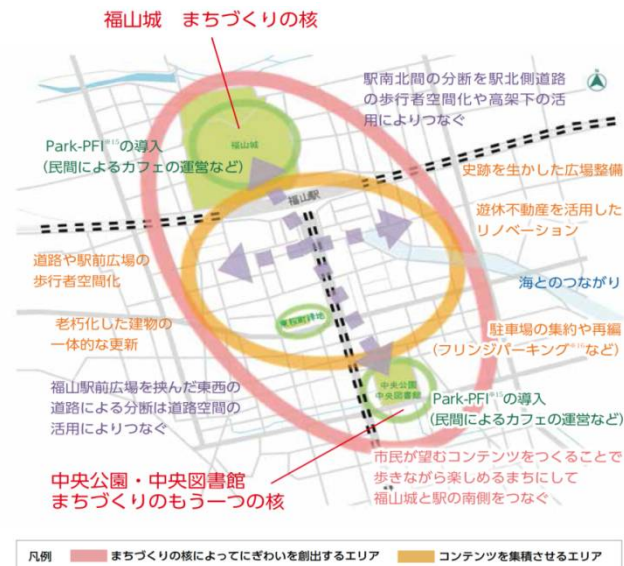 福山城　まちづくりの核
駅南北間の分断を駅北側道路
の歩行者空間化や高架下の活
用によりつなぐ
N
Park-PFI※15の導入
(民間によるカフェの運営など)
福山城
史跡を生かした広場整備
福山駅
遊休不動産を活用した
リノベーション
道路や駅前広場の
歩行者空間化
海とのつながり
老朽化した建物の
一体的な更新
東桜町緑地
駐車場の集約や再編
(フリンジパーキング※16など)
福山駅前広場を挟んだ東西の
道路による分断は道路空間の
活用によりつなぐ
中央公園
中央図書館
Park-PFI※15の導入
(民間によるカフェの運営など)
中央公園・中央図書館
まちづくりのもう一つの核
市民が望むコンテンツをつくることで
歩きながら楽しめるまちにして
福山城と駅の南側をつなぐ
凡例　まちづくりの核によってにぎわいを創出するエリア　コンテンツを集積させるエリア